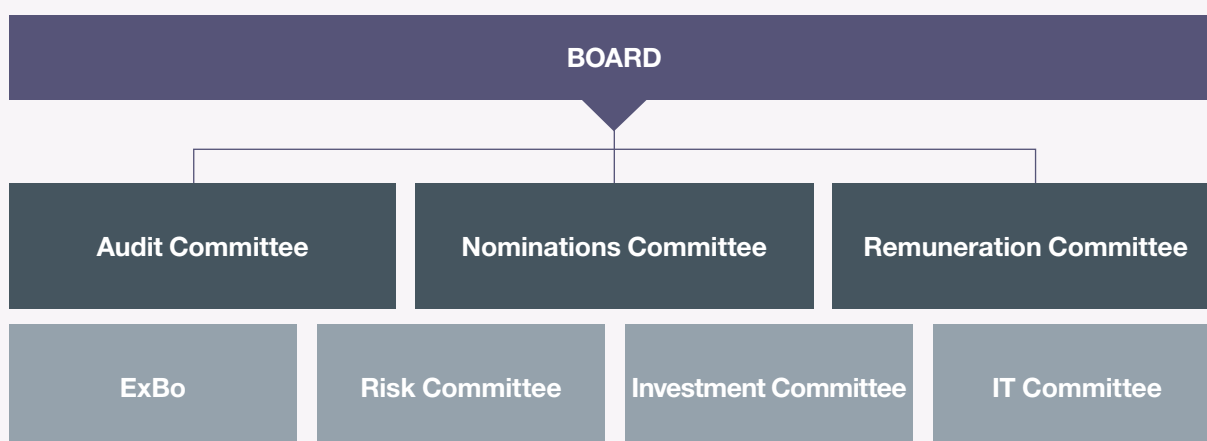 BOARD
Audit Committee
Nominations Committee
Remuneration Committee
ExBo
Risk Committee
Investment Committee
IT Committee